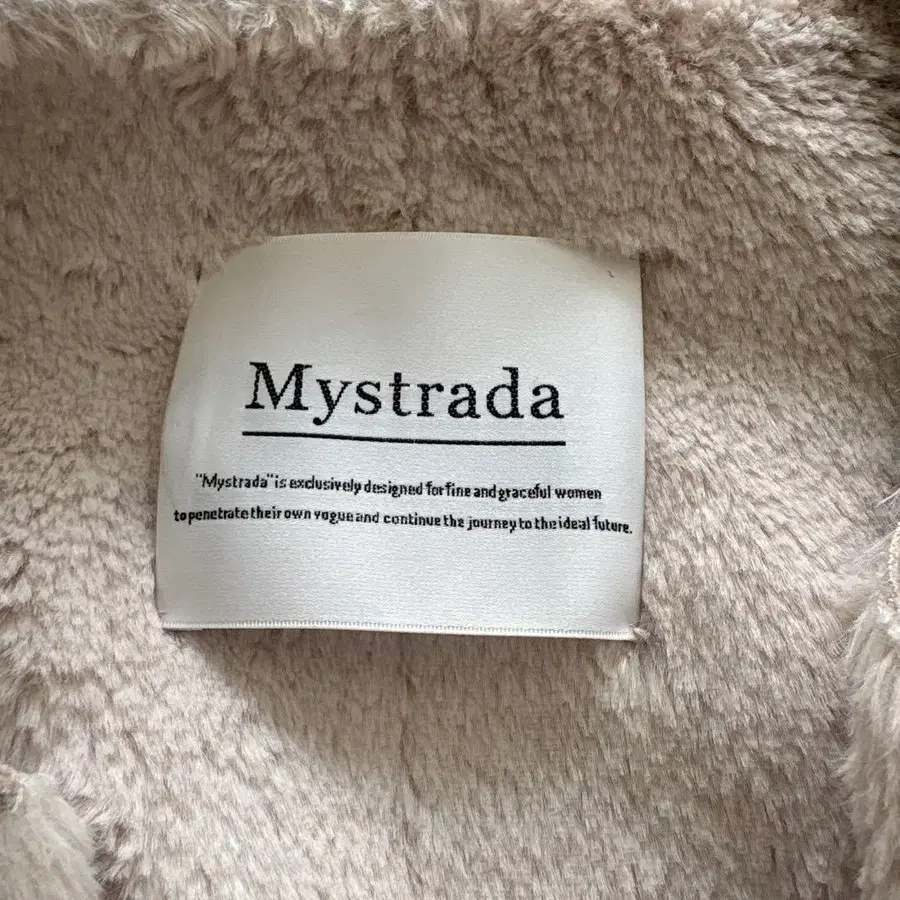 Mystrada
"Mystrada" is exclusively designed for fine and graceful women
to penetrate their own vogue and continue the journey to the ideal future.